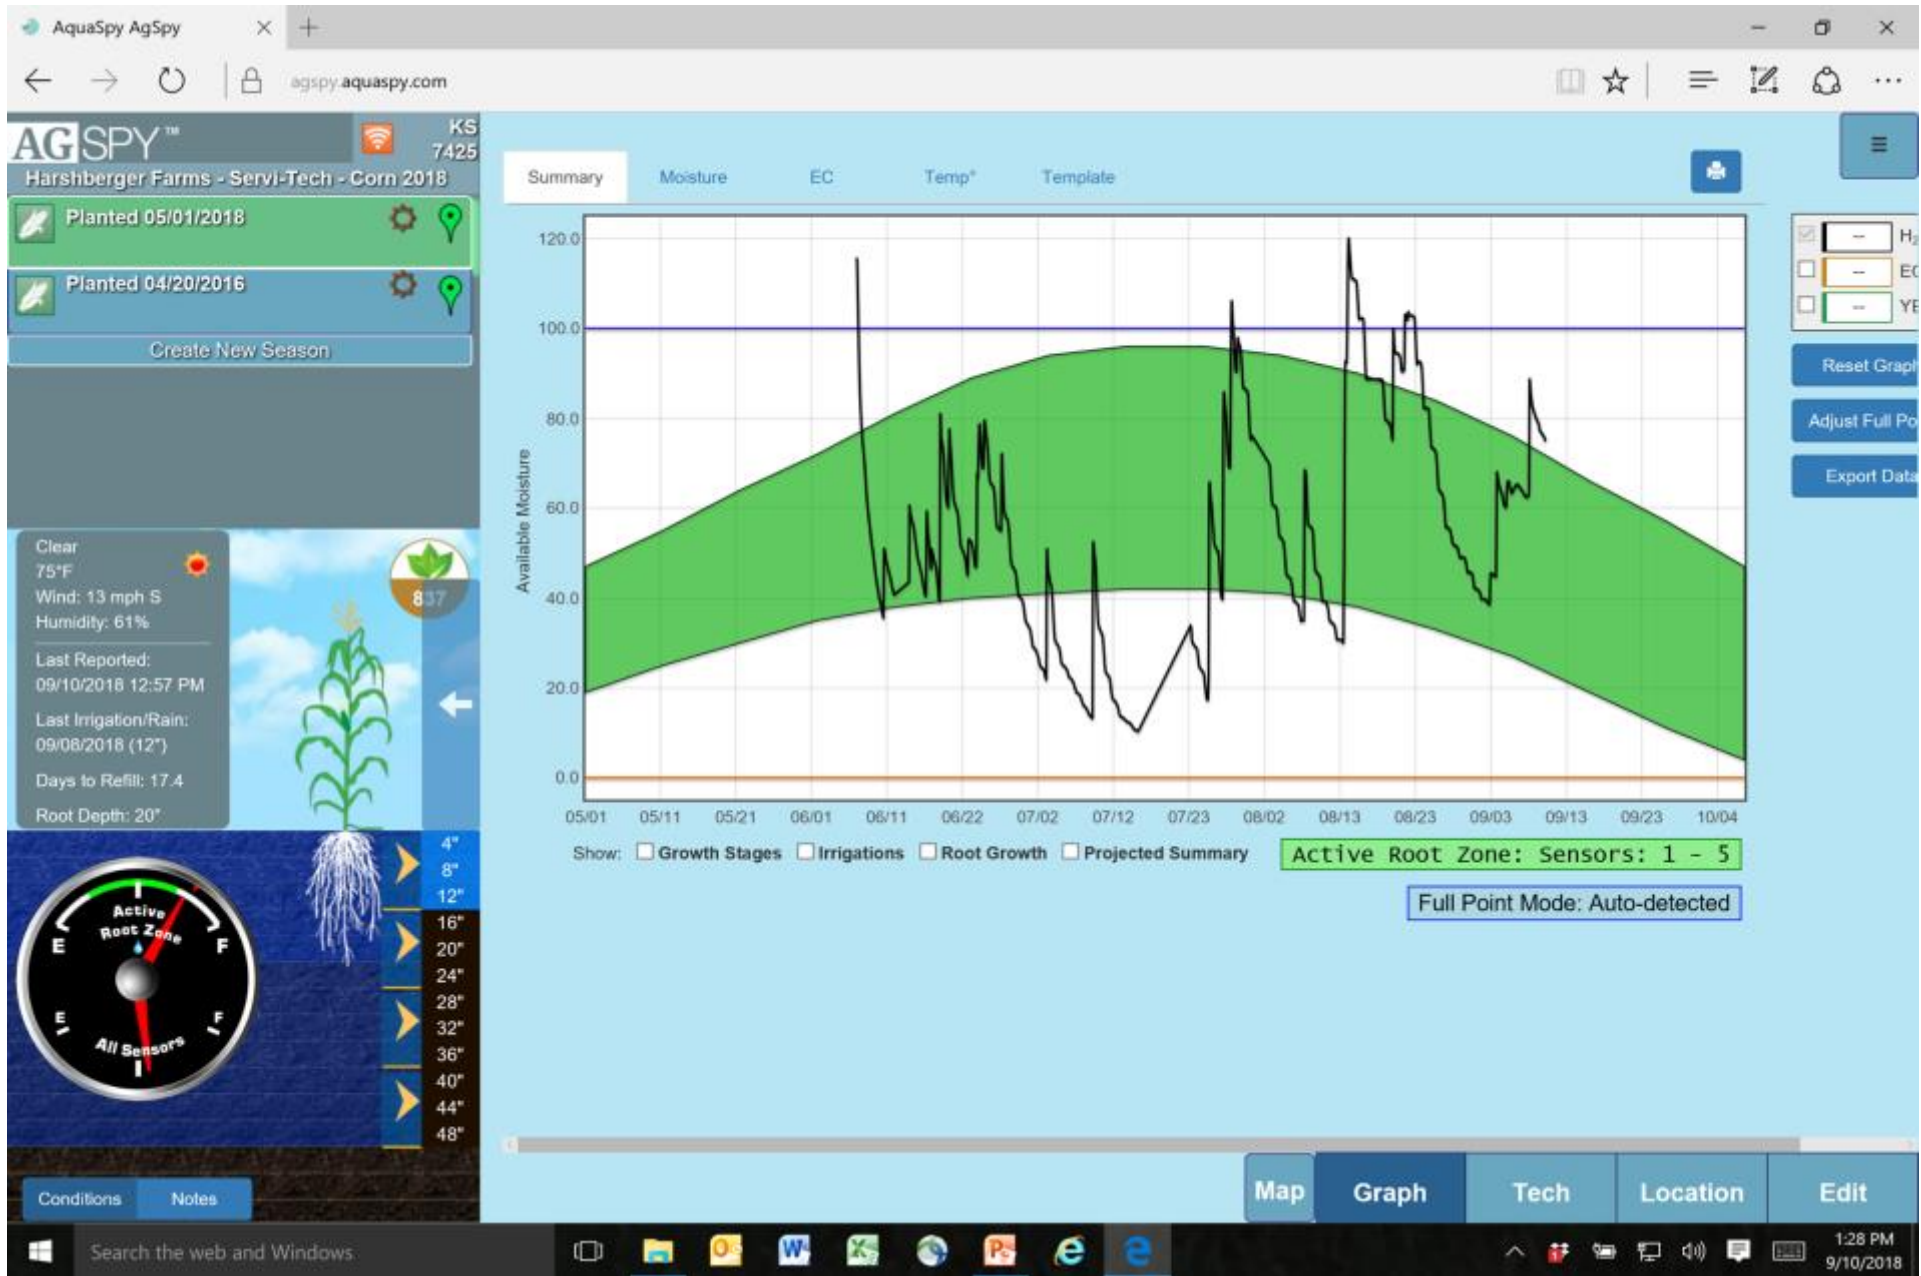 AquaSpy AgSpy
agspy.aquaspy.com
AGSPY™
KS
7425
Harshberger Farms - Servi-Tech - Corn 2018
Planted 05/01/2018
Planted 04/20/2016
Create New Season
Clear
75°F
Wind: 13 mph S
Humidity: 61%
Last Reported:
09/10/2018 12:57 PM
Last Irrigation/Rain:
09/08/2018 (12")
Days to Refill: 17.4
Root Depth: 20"
837
4"
8"
12"
16"
20"
24"
28"
32"
36"
40"
44"
48"
Active
Root Zone
E F
E F
All Sensors
Conditions Notes
Summary Moisture EC Temp° Template
Available Moisture
120.0
100.0
80.0
60.0
40.0
20.0
0.0
05/01 05/11 05/21 06/01 06/11 06/22 07/02 07/12 07/23 08/02 08/13 08/23 09/03 09/13 09/23 10/04
Show: Growth Stages Irrigations Root Growth Projected Summary
Active Root Zone: Sensors: 1 - 5
Full Point Mode: Auto-detected
-- H₂
-- EC
-- YE
Reset Graph
Adjust Full Po
Export Data
Map Graph Tech Location Edit
Search the web and Windows
1:28 PM
9/10/2018